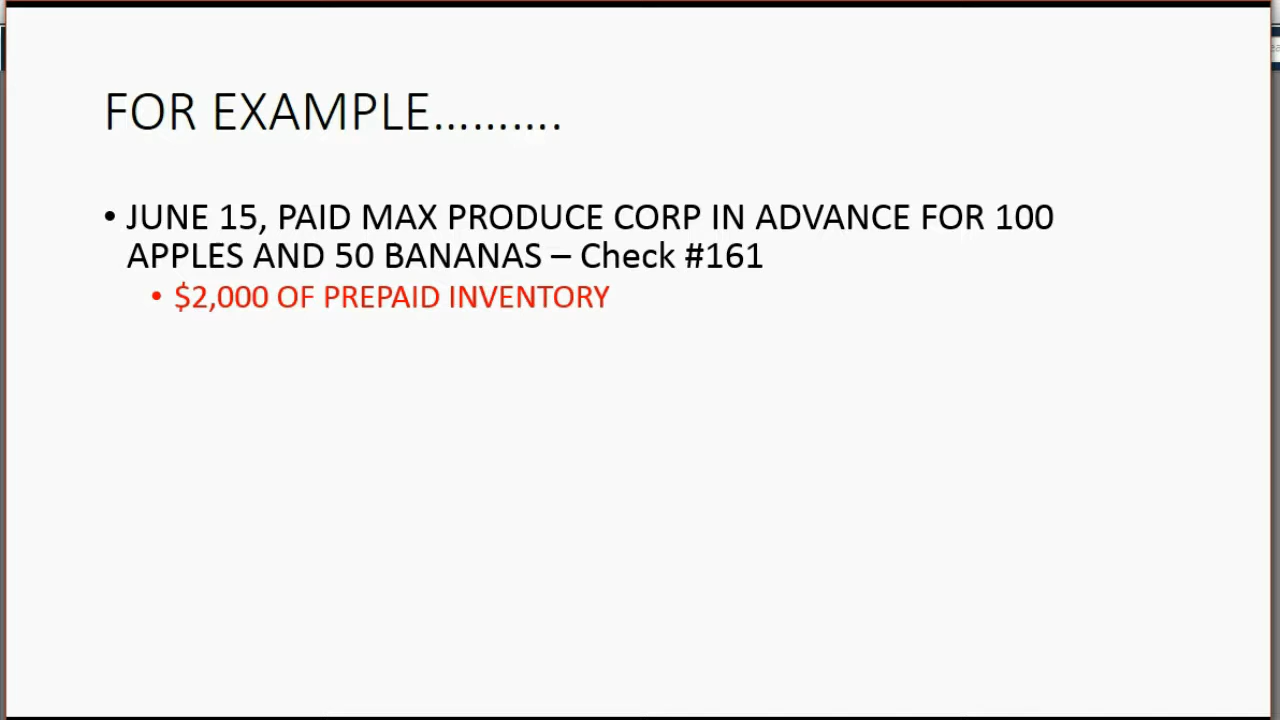 FOR EXAMPLE..........
• JUNE 15, PAID MAX PRODUCE CORP IN ADVANCE FOR 100
APPLES AND 50 BANANAS – Check #161
• $2,000 OF PREPAID INVENTORY